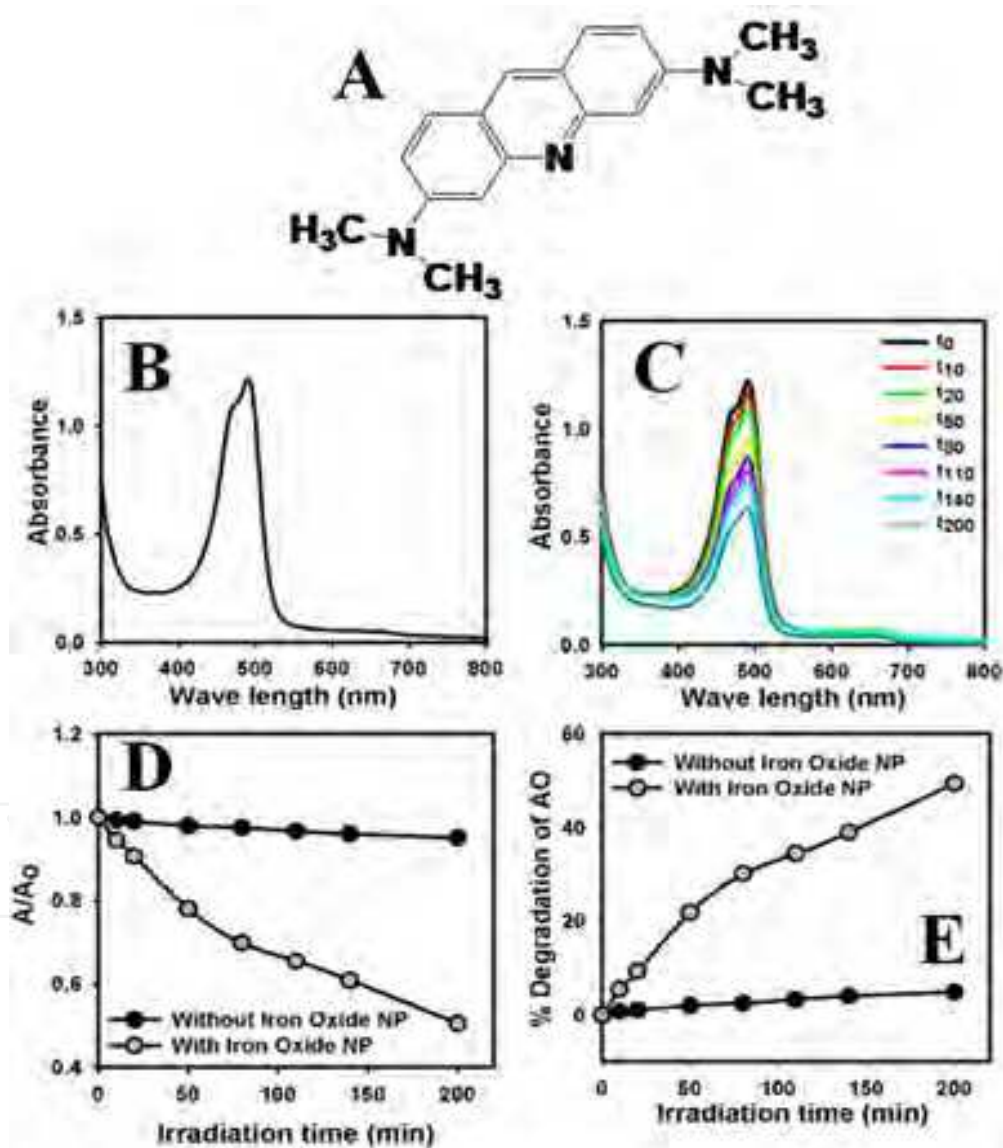 A
N
CH3
CH3
N
H3C
N
CH3
B
Absorbance
1.5
1.0
0.5
0.0
300 400 500 600 700 800
Wave length (nm)
C
Absorbance
1.5
1.0
0.5
0.0
t0
t10
t20
t50
t80
t110
t140
t200
300 400 500 600 700 800
Wave length (nm)
D
A/A0
1.2
1.0
0.8
0.6
0.4
Without Iron Oxide NP
With Iron Oxide NP
0 50 100 150 200
Irradiation time (min)
E
% Degradation of AO
60
40
20
0
Without Iron Oxide NP
With Iron Oxide NP
0 50 100 150 200
Irradiation time (min)